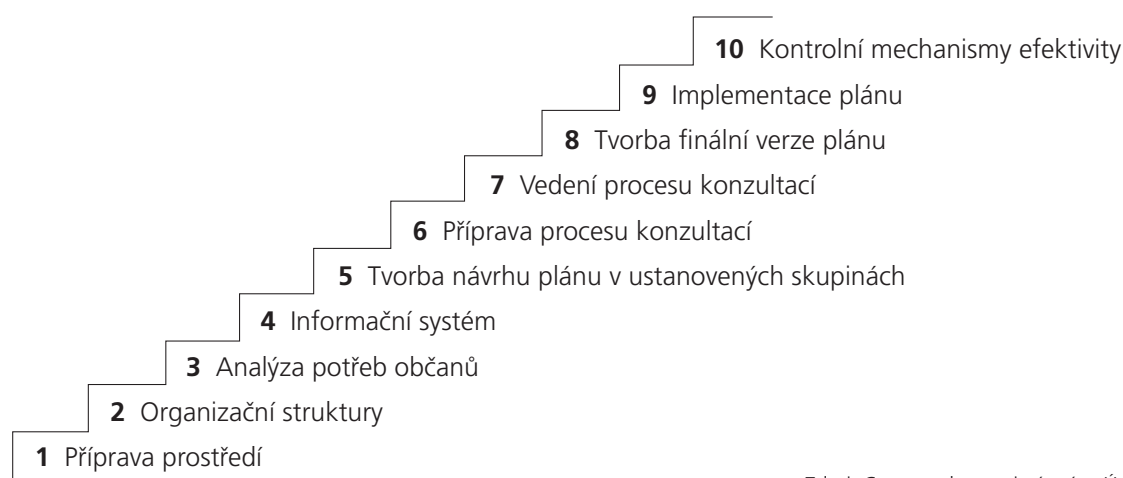 10 Kontrolní mechanismy efektivity
9 Implementace plánu
8 Tvorba finální verze plánu
7 Vedení procesu konzultací
6 Příprava procesu konzultací
5 Tvorba návrhu plánu v ustanovených skupinách
4 Informační systém
3 Analýza potřeb občanů
2 Organizační struktury
1 Příprava prostředí